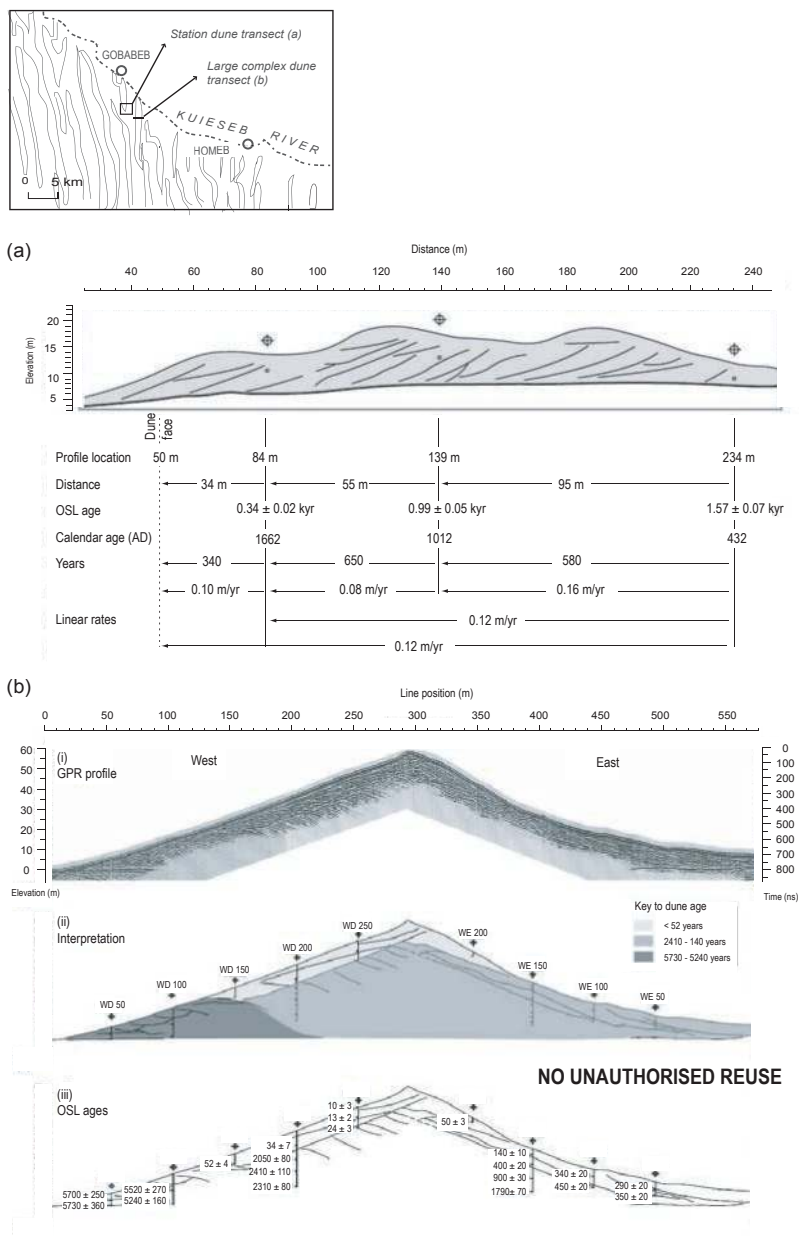 Station dune transect (a)
GOBABEB
Large complex dune
transect (b)
KUIESEB RIVER
HOMEB
0 5 km
(a)
Distance (m)
40 60 80 100 120 140 160 180 200 220 240
Elevation (m)
20
15
10
5
Dune
face
Profile location 50 m 84 m 139 m 234 m
Distance 34 m 55 m 95 m
OSL age 0.34 ± 0.02 kyr 0.99 ± 0.05 kyr 1.57 ± 0.07 kyr
Calendar age (AD) 1662 1012 432
Years 340 650 580
0.10 m/yr 0.08 m/yr 0.16 m/yr
Linear rates 0.12 m/yr
0.12 m/yr
(b)
Line position (m)
0 50 100 150 200 250 300 350 400 450 500 550
(i)
GPR profile
West East
60
50
40
30
20
10
0
Elevation (m)
0
100
200
300
400
500
600
700
800
Time (ns)
(ii)
Interpretation
WD 50
WD 100
WD 150
WD 200
WD 250
WE 200
WE 150
WE 100
WE 50
Key to dune age
< 52 years
2410 - 140 years
5730 - 5240 years
NO UNAUTHORISED REUSE
(iii)
OSL ages
5700 ± 250
5730 ± 360
5520 ± 270
5240 ± 160
52 ± 4
34 ± 7
2050 ± 80
2410 ± 110
2310 ± 80
10 ± 3
13 ± 2
24 ± 3
50 ± 3
140 ± 10
400 ± 20
900 ± 30
1790± 70
340 ± 20
450 ± 20
290 ± 20
350 ± 20